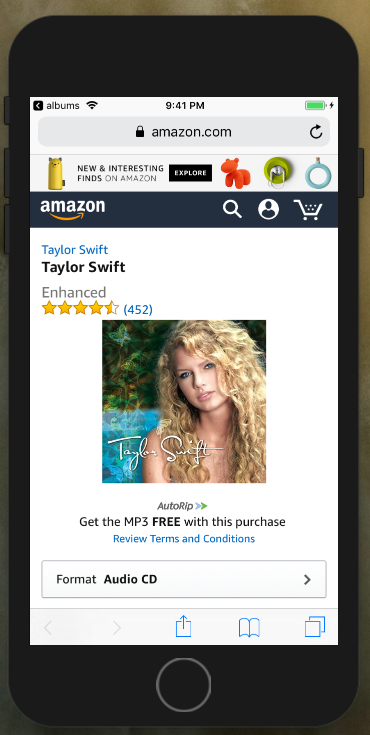 albums 9:41 PM
amazon.com
NEW & INTERESTING
FINDS ON AMAZON
EXPLORE
amazon
Taylor Swift
Taylor Swift
Enhanced
(452)
Taylor Swift
AutoRip
Get the MP3 FREE with this purchase
Review Terms and Conditions
Format Audio CD